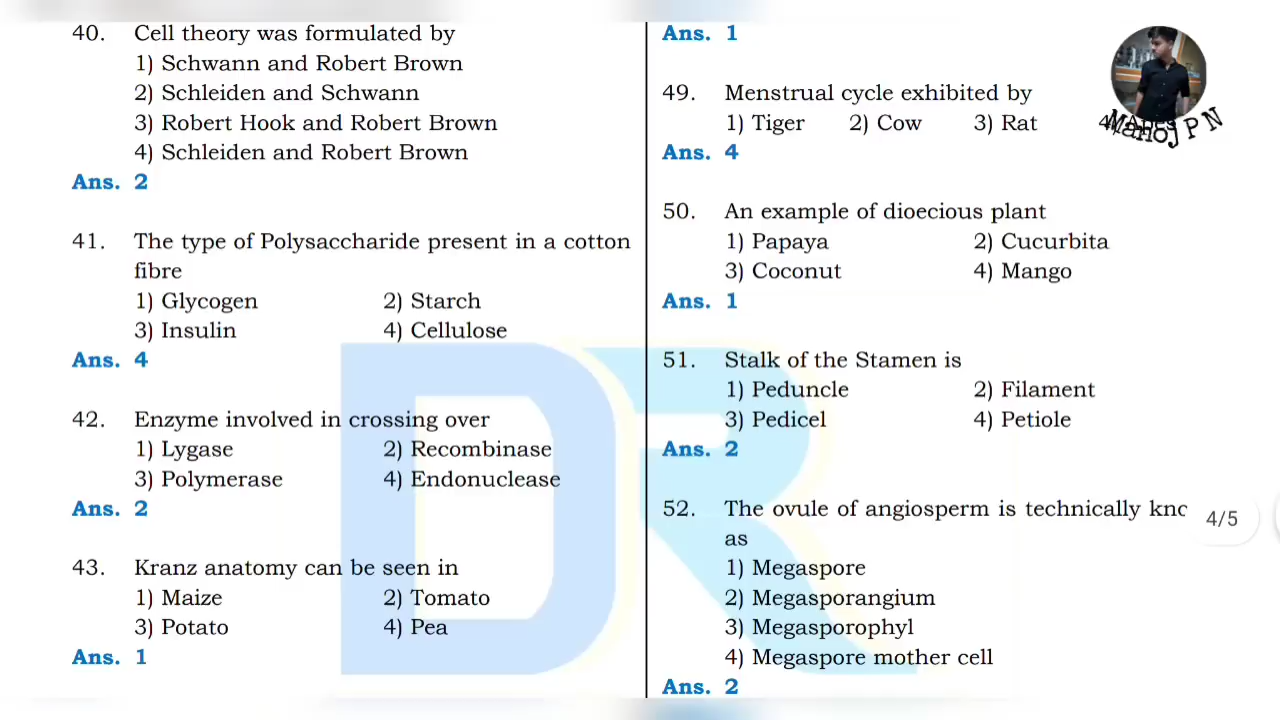 40. Cell theory was formulated by
1) Schwann and Robert Brown
2) Schleiden and Schwann
3) Robert Hook and Robert Brown
4) Schleiden and Robert Brown
Ans. 2
41. The type of Polysaccharide present in a cotton
fibre
1) Glycogen 2) Starch
3) Insulin 4) Cellulose
Ans. 4
42. Enzyme involved in crossing over
1) Lygase 2) Recombinase
3) Polymerase 4) Endonuclease
Ans. 2
43. Kranz anatomy can be seen in
1) Maize 2) Tomato
3) Potato 4) Pea
Ans. 1
Ans. 1
49. Menstrual cycle exhibited by
1) Tiger 2) Cow 3) Rat 4) Apes
Ans. 4
50. An example of dioecious plant
1) Papaya 2) Cucurbita
3) Coconut 4) Mango
Ans. 1
51. Stalk of the Stamen is
1) Peduncle 2) Filament
3) Pedicel 4) Petiole
Ans. 2
52. The ovule of angiosperm is technically kno
as
1) Megaspore
2) Megasporangium
3) Megasporophyl
4) Megaspore mother cell
Ans. 2
Manoj P N
4/5
DR